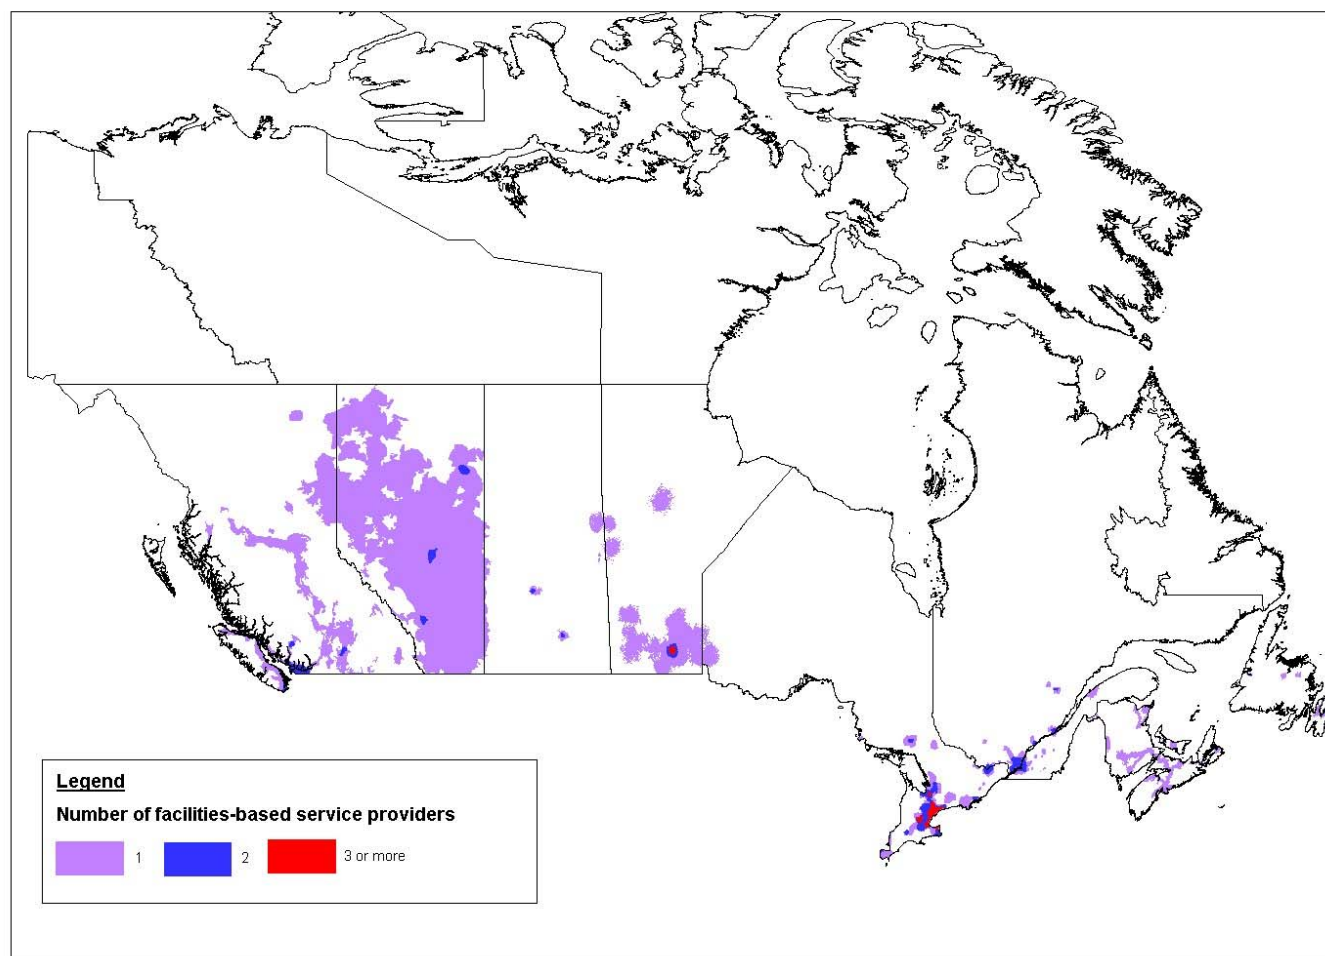 Legend
Number of facilities-based service providers
1 2 3 or more